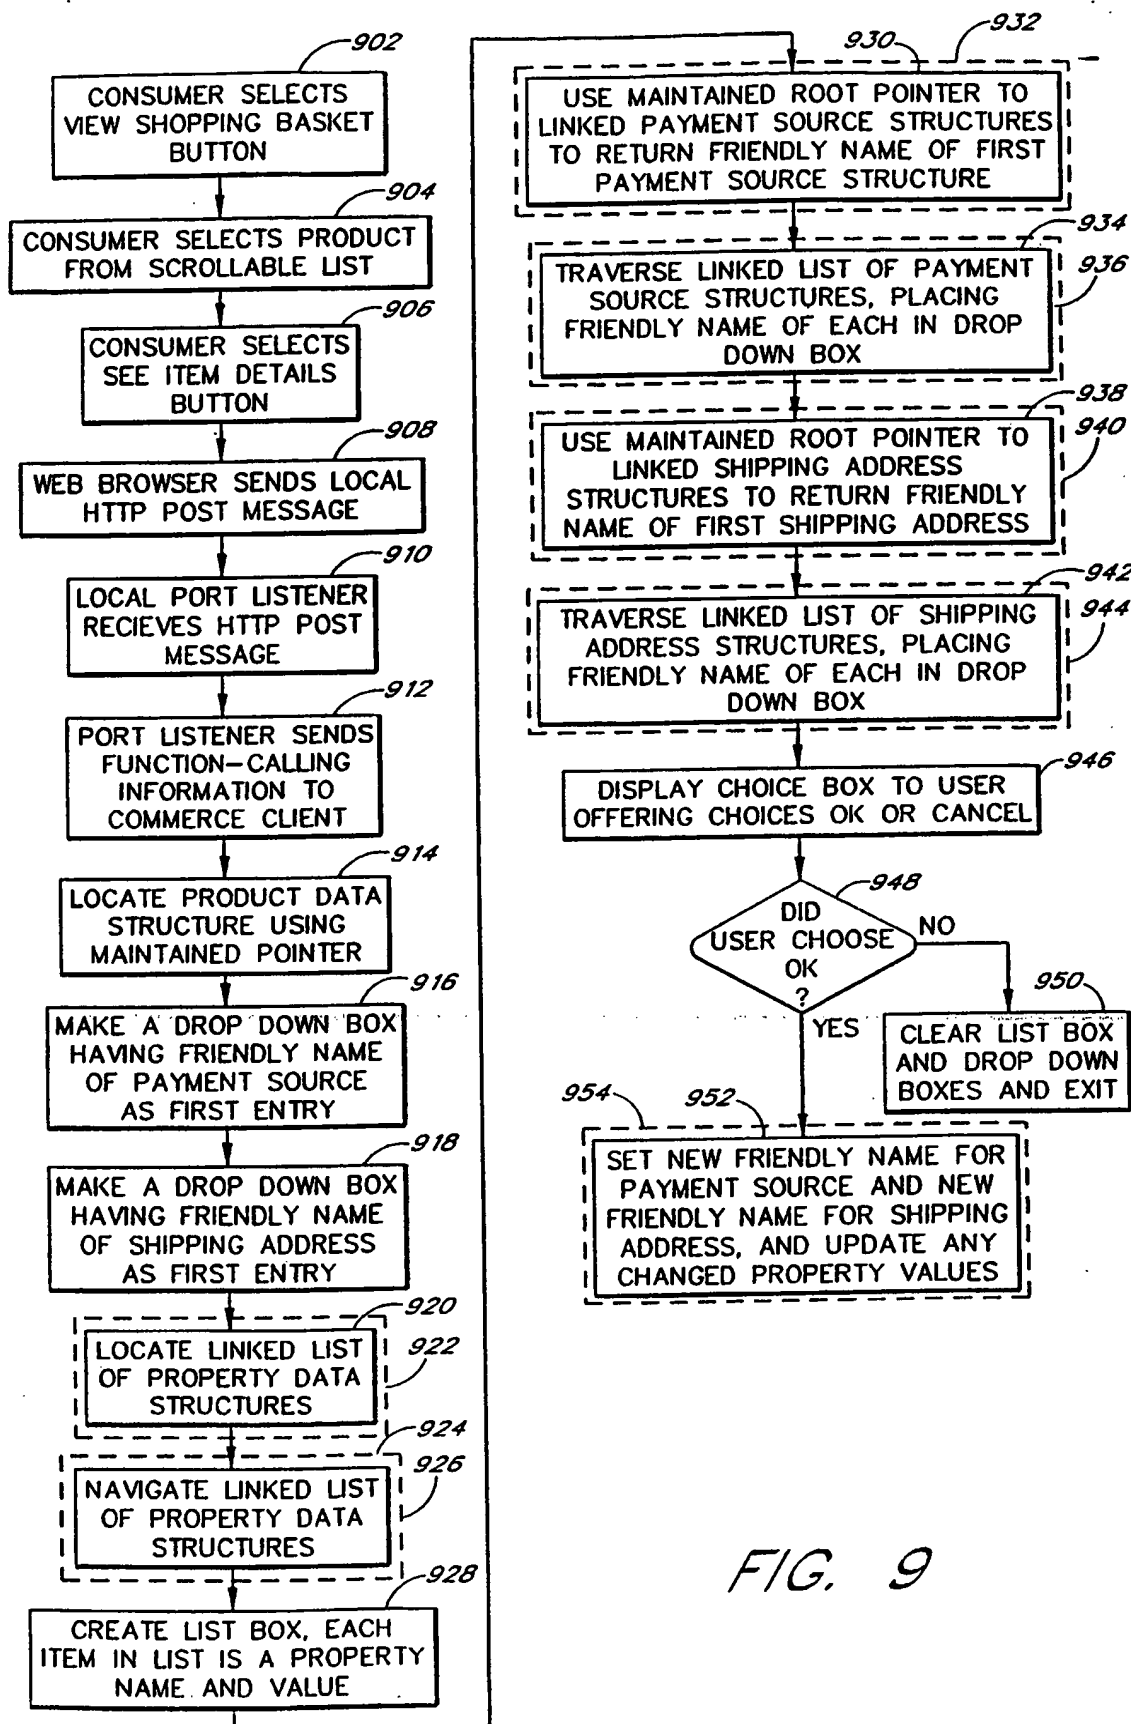 902
CONSUMER SELECTS
VIEW SHOPPING BASKET
BUTTON
904
CONSUMER SELECTS PRODUCT
FROM SCROLLABLE LIST
906
CONSUMER SELECTS
SEE ITEM DETAILS
BUTTON
908
WEB BROWSER SENDS LOCAL
HTTP POST MESSAGE
910
LOCAL PORT LISTENER
RECIEVES HTTP POST
MESSAGE
912
PORT LISTENER SENDS
FUNCTION-CALLING
INFORMATION TO
COMMERCE CLIENT
914
LOCATE PRODUCT DATA
STRUCTURE USING
MAINTAINED POINTER
916
MAKE A DROP DOWN BOX
HAVING FRIENDLY NAME
OF PAYMENT SOURCE
AS FIRST ENTRY
918
MAKE A DROP DOWN BOX
HAVING FRIENDLY NAME
OF SHIPPING ADDRESS
AS FIRST ENTRY
920
922
LOCATE LINKED LIST
OF PROPERTY DATA
STRUCTURES
924
926
NAVIGATE LINKED LIST
OF PROPERTY DATA
STRUCTURES
928
CREATE LIST BOX, EACH
ITEM IN LIST IS A PROPERTY
NAME AND VALUE
930
932
USE MAINTAINED ROOT POINTER TO
LINKED PAYMENT SOURCE STRUCTURES
TO RETURN FRIENDLY NAME OF FIRST
PAYMENT SOURCE STRUCTURE
934
936
TRAVERSE LINKED LIST OF PAYMENT
SOURCE STRUCTURES, PLACING
FRIENDLY NAME OF EACH IN DROP
DOWN BOX
938
940
USE MAINTAINED ROOT POINTER TO
LINKED SHIPPING ADDRESS
STRUCTURES TO RETURN FRIENDLY
NAME OF FIRST SHIPPING ADDRESS
942
944
TRAVERSE LINKED LIST OF SHIPPING
ADDRESS STRUCTURES, PLACING
FRIENDLY NAME OF EACH IN DROP
DOWN BOX
946
DISPLAY CHOICE BOX TO USER
OFFERING CHOICES OK OR CANCEL
948
DID
USER CHOOSE
OK
?
NO
YES
950
CLEAR LIST BOX
AND DROP DOWN
BOXES AND EXIT
954
952
SET NEW FRIENDLY NAME FOR
PAYMENT SOURCE AND NEW
FRIENDLY NAME FOR SHIPPING
ADDRESS, AND UPDATE ANY
CHANGED PROPERTY VALUES
FIG. 9